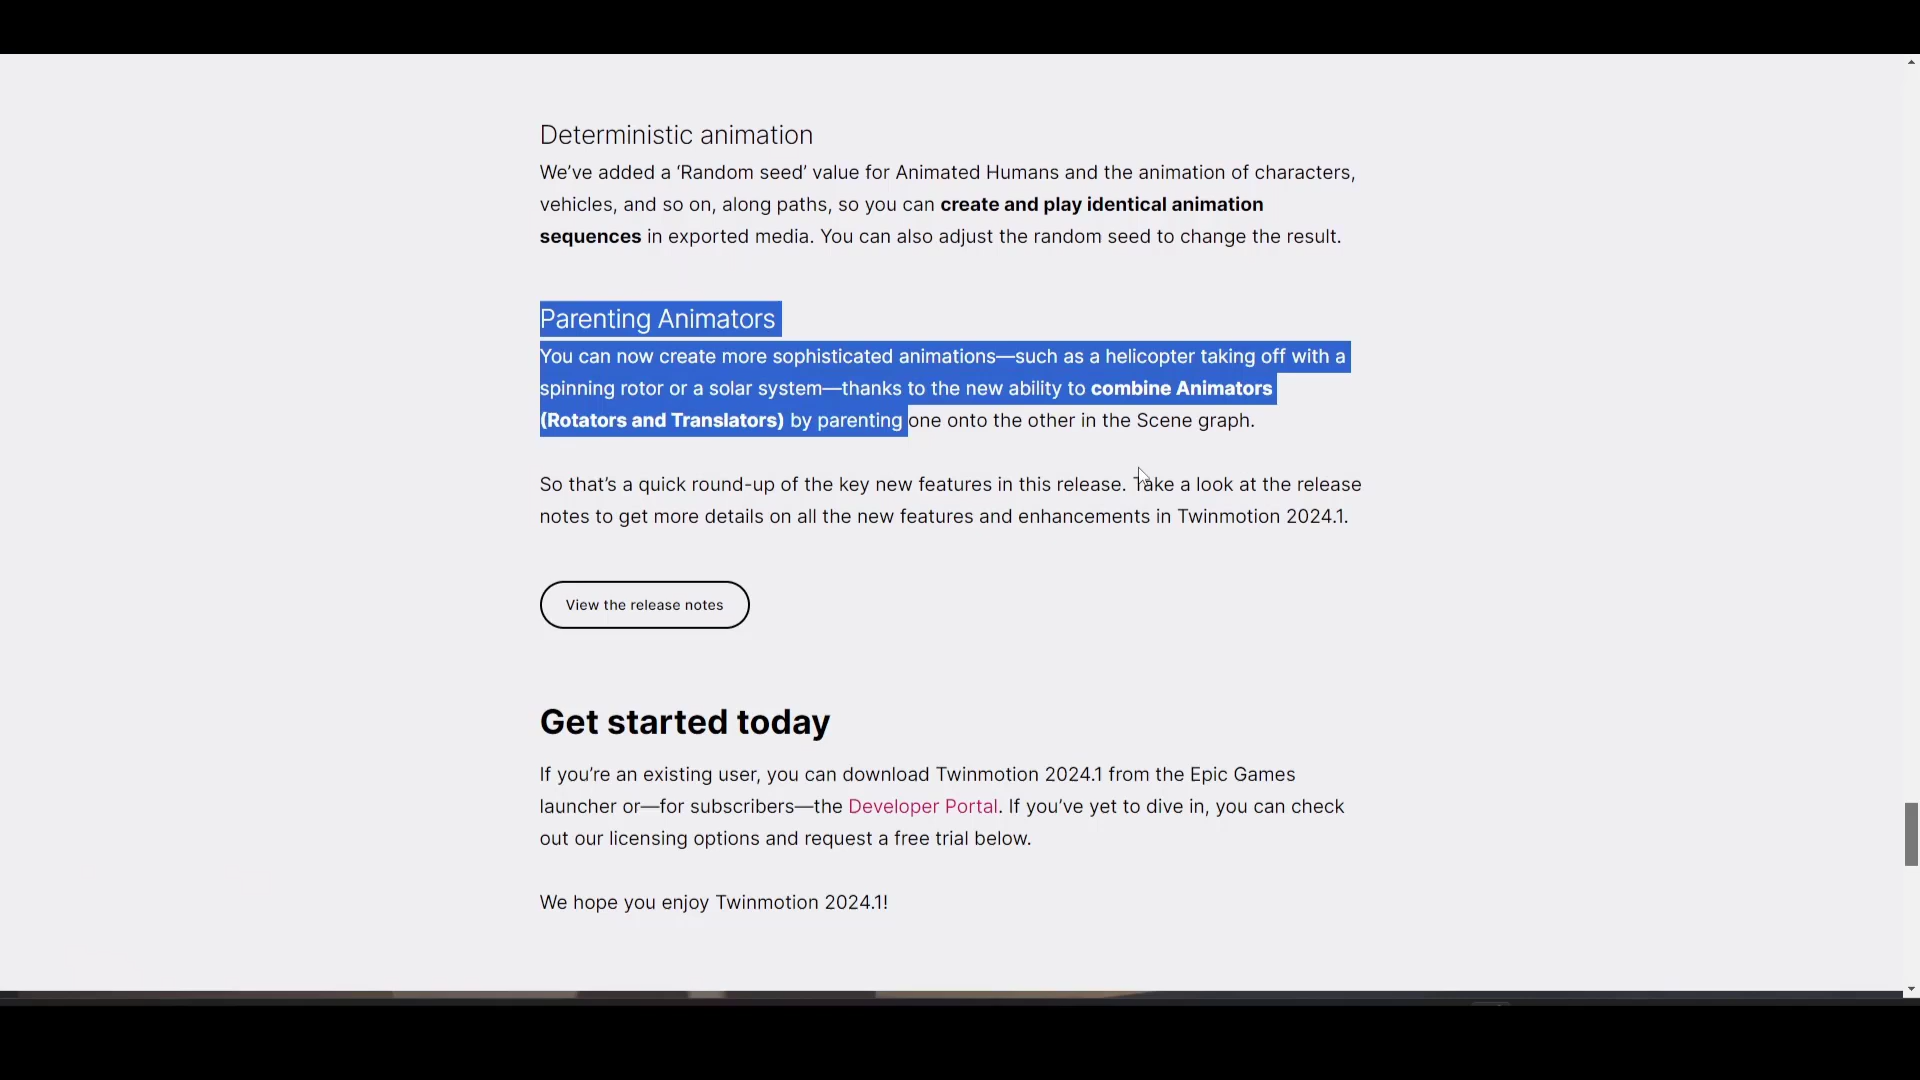 Deterministic animation
We’ve added a ‘Random seed’ value for Animated Humans and the animation of characters,
vehicles, and so on, along paths, so you can create and play identical animation
sequences in exported media. You can also adjust the random seed to change the result.
Parenting Animators
You can now create more sophisticated animations—such as a helicopter taking off with a
spinning rotor or a solar system—thanks to the new ability to combine Animators
(Rotators and Translators) by parenting one onto the other in the Scene graph.
So that’s a quick round-up of the key new features in this release. Take a look at the release
notes to get more details on all the new features and enhancements in Twinmotion 2024.1.
View the release notes
Get started today
If you’re an existing user, you can download Twinmotion 2024.1 from the Epic Games
launcher or—for subscribers—the Developer Portal. If you’ve yet to dive in, you can check
out our licensing options and request a free trial below.
We hope you enjoy Twinmotion 2024.1!